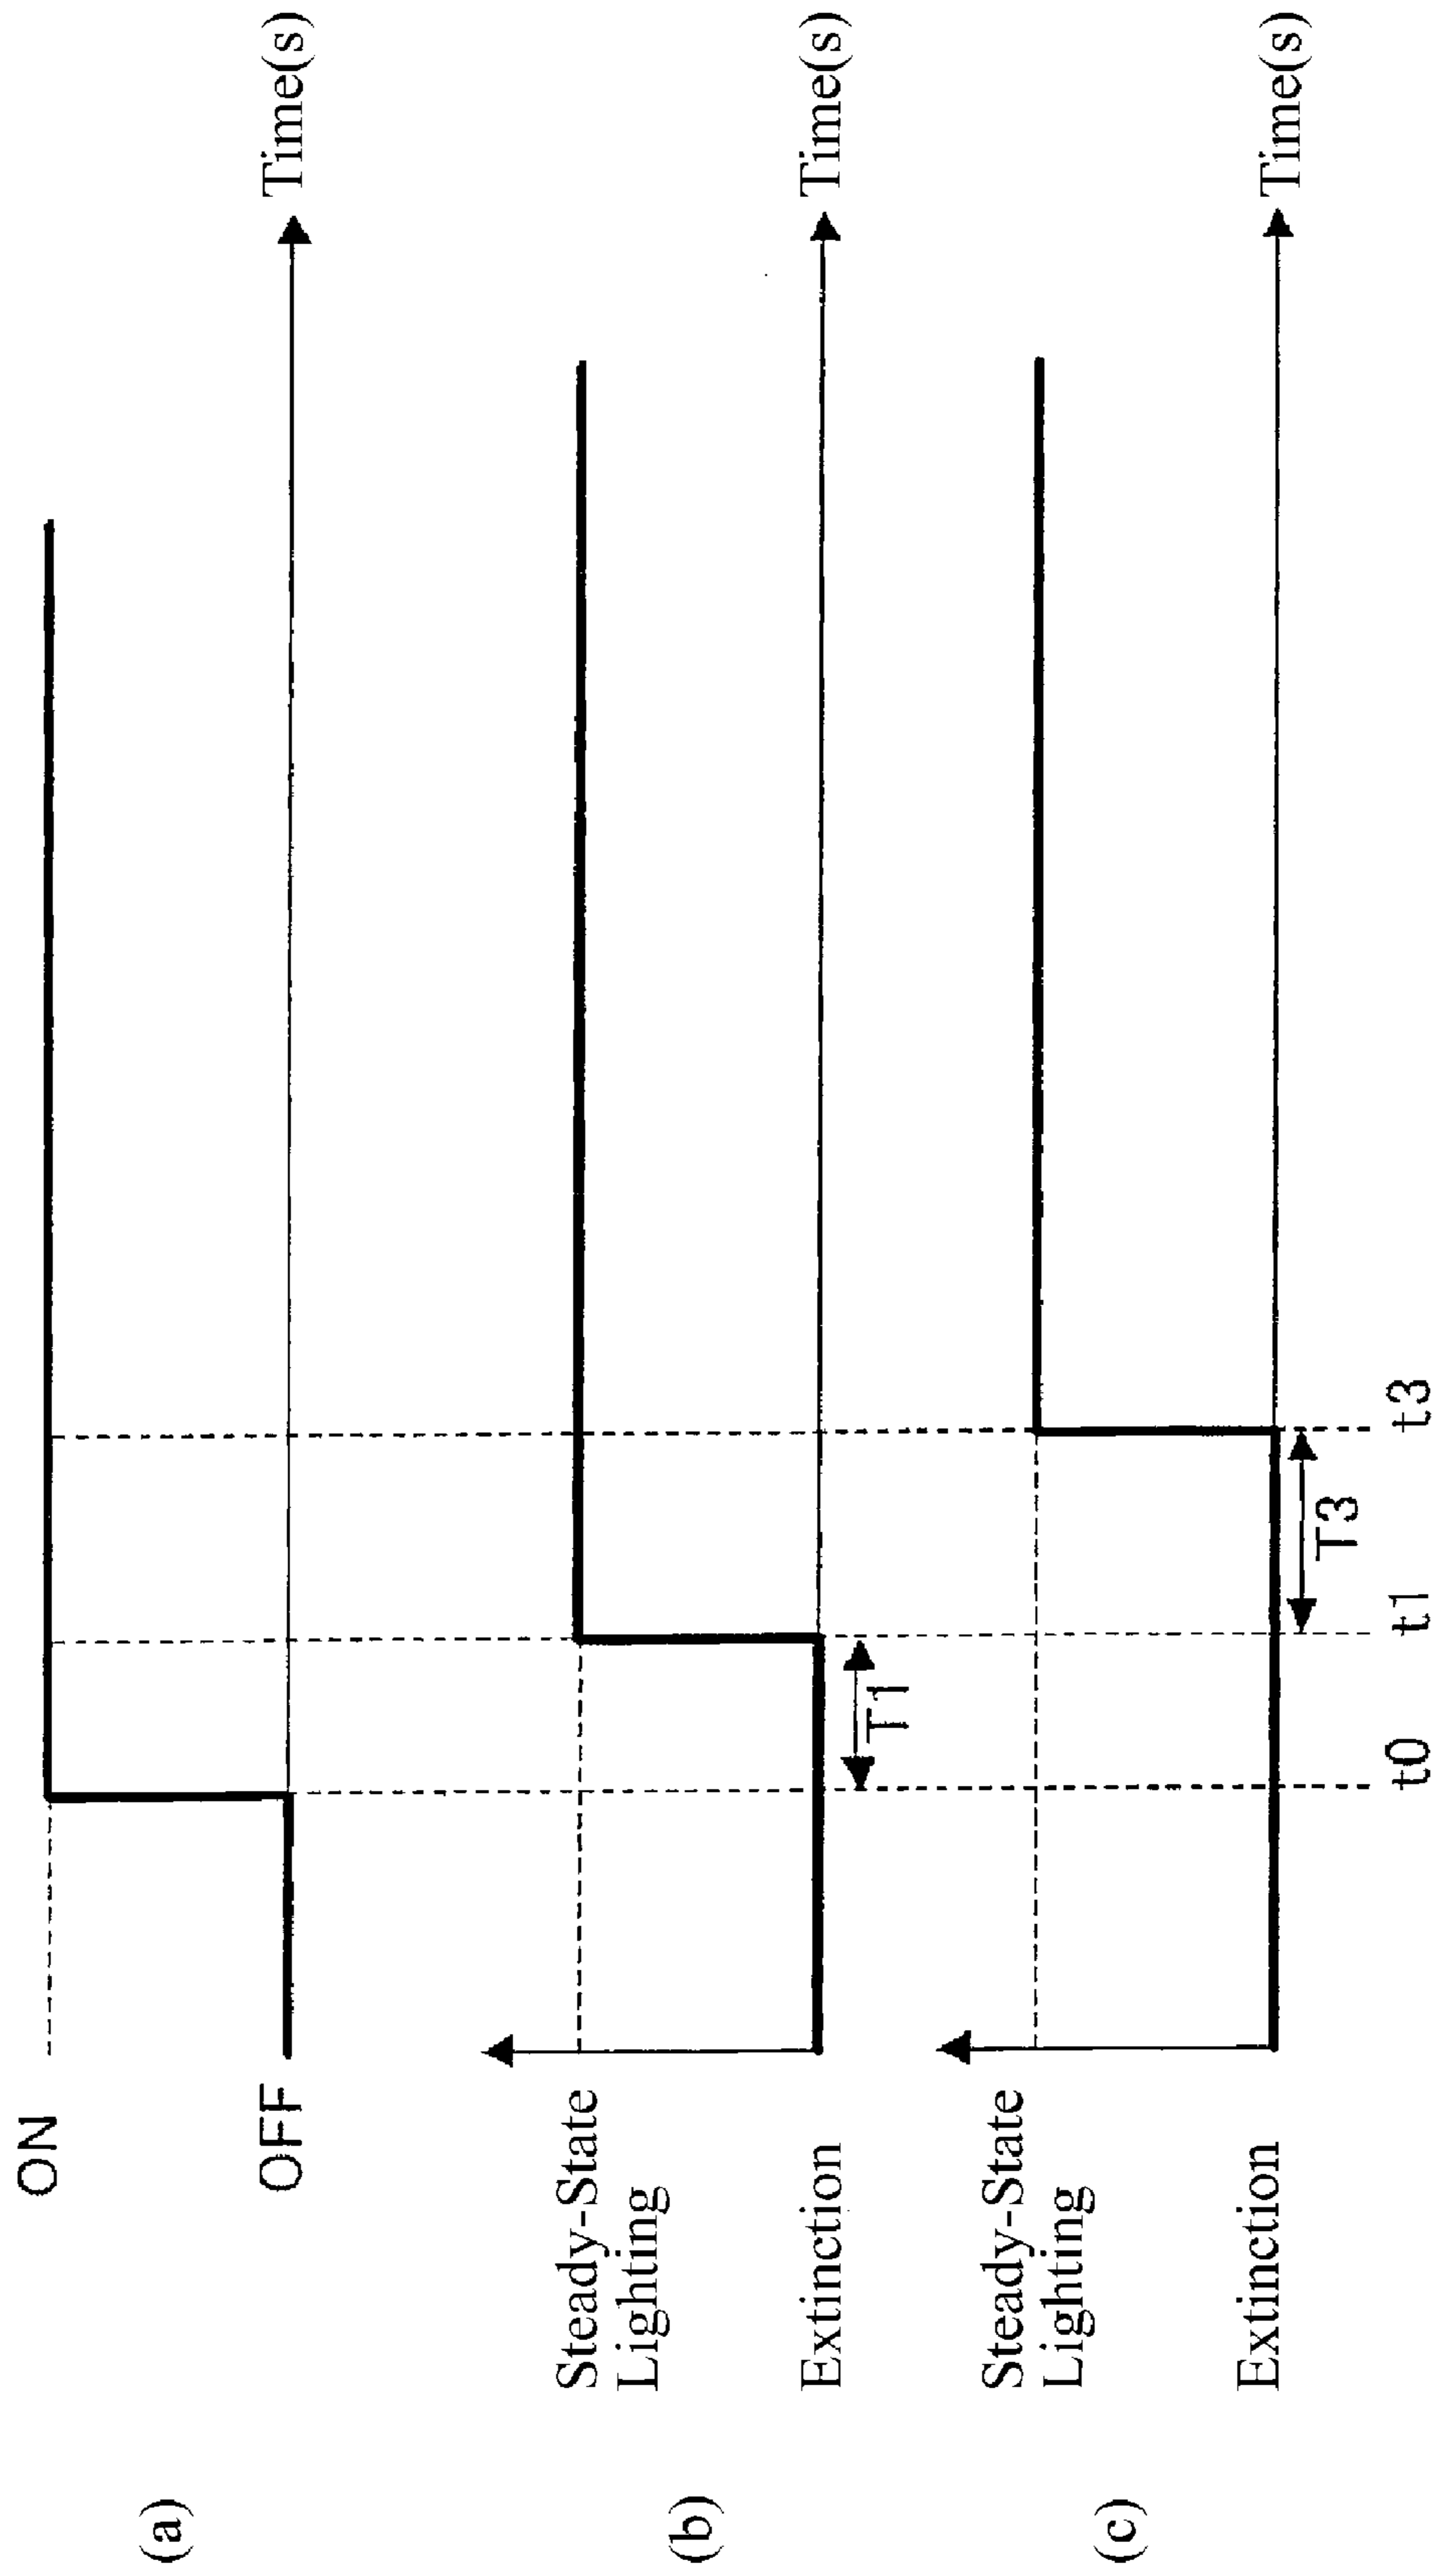 (a)
ON
OFF
Time(s)
(b)
Steady-State
Lighting
Extinction
Time(s)
T1
(c)
Steady-State
Lighting
Extinction
Time(s)
T3
t0
t1
t3